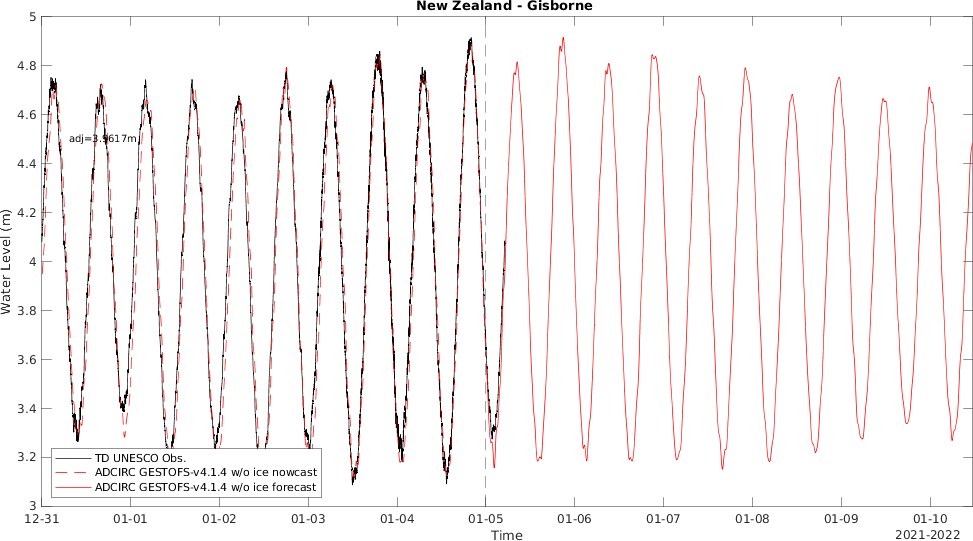 New Zealand - Gisborne
5
4.8
4.6
4.4
4.2
4
3.8
3.6
3.4
3.2
3
Water Level (m)
adj=3.9617m
TD UNESCO Obs.
ADCIRC GESTOFS-v4.1.4 w/o ice nowcast
ADCIRC GESTOFS-v4.1.4 w/o ice forecast
12-31 01-01 01-02 01-03 01-04 01-05 01-06 01-07 01-08 01-09 01-10
Time
2021-2022